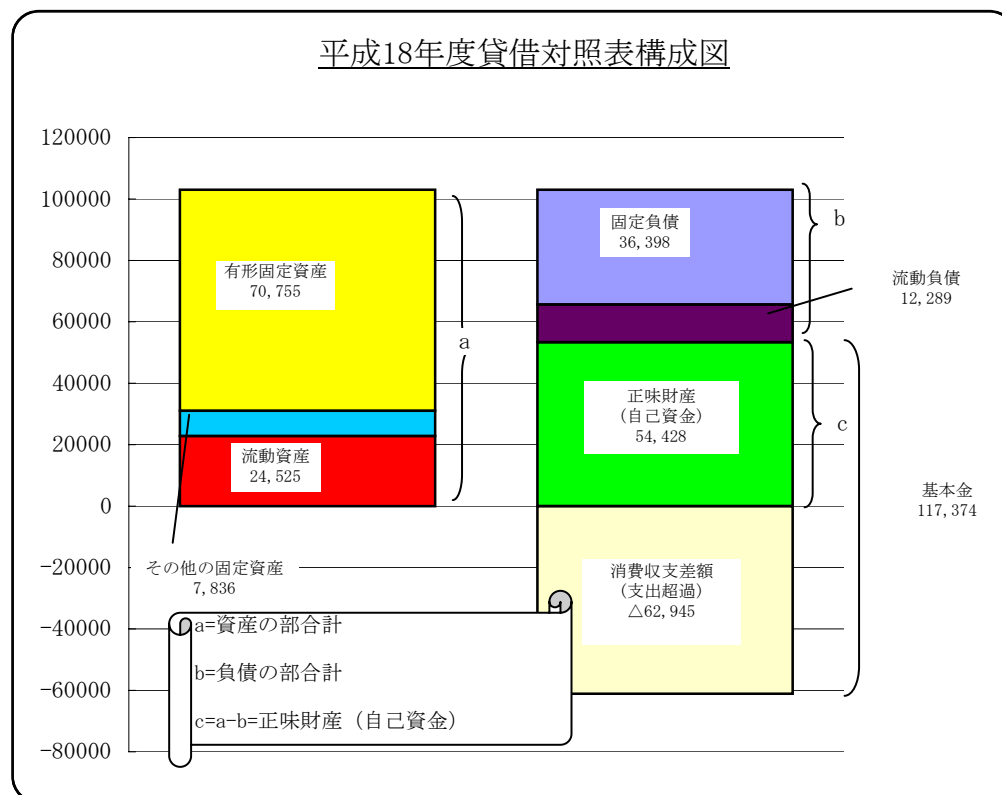 平成18年度貸借対照表構成図
120000
100000
80000
60000
40000
20000
0
-20000
-40000
-60000
-80000
有形固定資産
70,755
流動資産
24,525
その他の固定資産
7,836
a
固定負債
36,398
b
流動負債
12,289
正味財産
(自己資金)
54,428
c
基本金
117,374
消費収支差額
(支出超過)
△62,945
a=資産の部合計
b=負債の部合計
c=a-b=正味財産（自己資金）